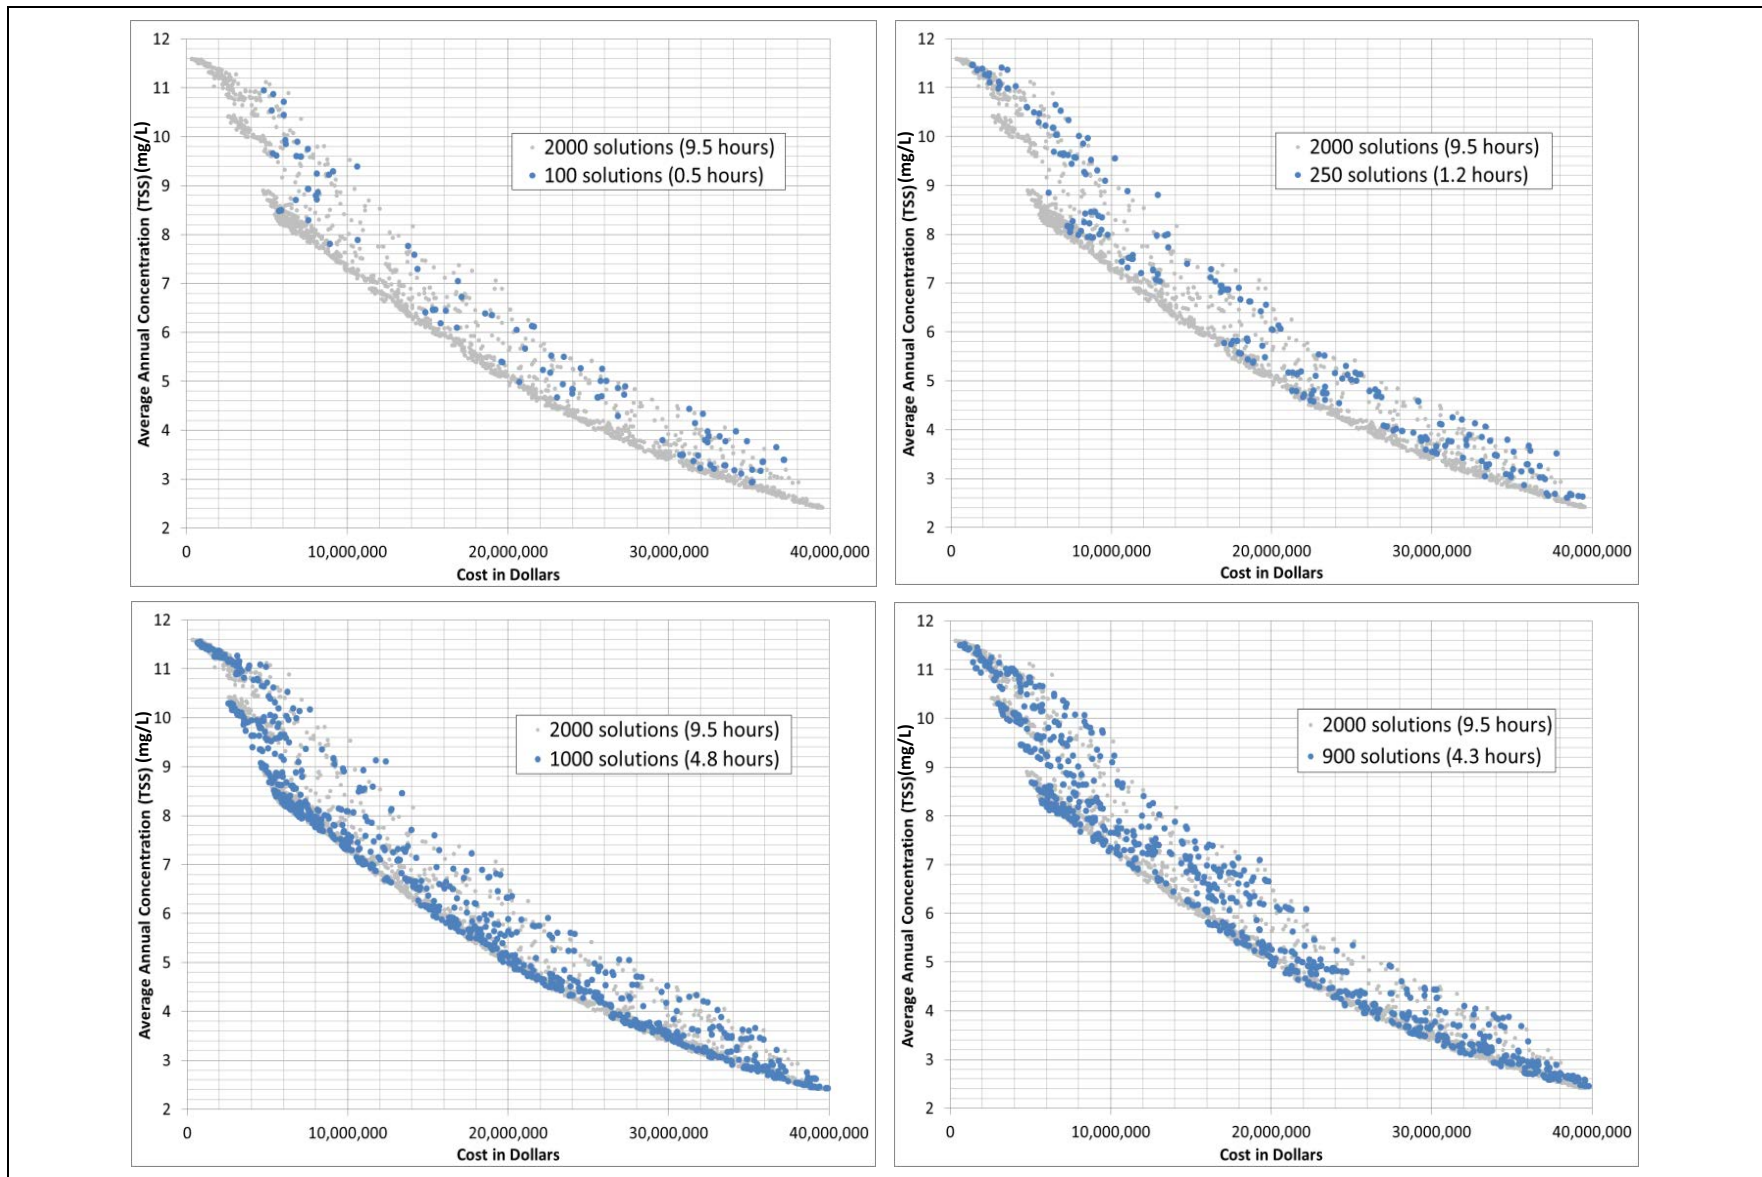 12
11
10
9
8
7
6
5
4
3
2
Average Annual Concentration (TSS)(mg/L)
2000 solutions (9.5 hours)
100 solutions (0.5 hours)
0 10,000,000 20,000,000 30,000,000 40,000,000
Cost in Dollars
12
11
10
9
8
7
6
5
4
3
2
Average Annual Concentration (TSS)(mg/L)
2000 solutions (9.5 hours)
250 solutions (1.2 hours)
0 10,000,000 20,000,000 30,000,000 40,000,000
Cost in Dollars
12
11
10
9
8
7
6
5
4
3
2
Average Annual Concentration (TSS) (mg/L)
2000 solutions (9.5 hours)
1000 solutions (4.8 hours)
0 10,000,000 20,000,000 30,000,000 40,000,000
Cost in Dollars
12
11
10
9
8
7
6
5
4
3
2
Average Annual Concentration (TSS)(mg/L)
2000 solutions (9.5 hours)
900 solutions (4.3 hours)
0 10,000,000 20,000,000 30,000,000 40,000,000
Cost in Dollars